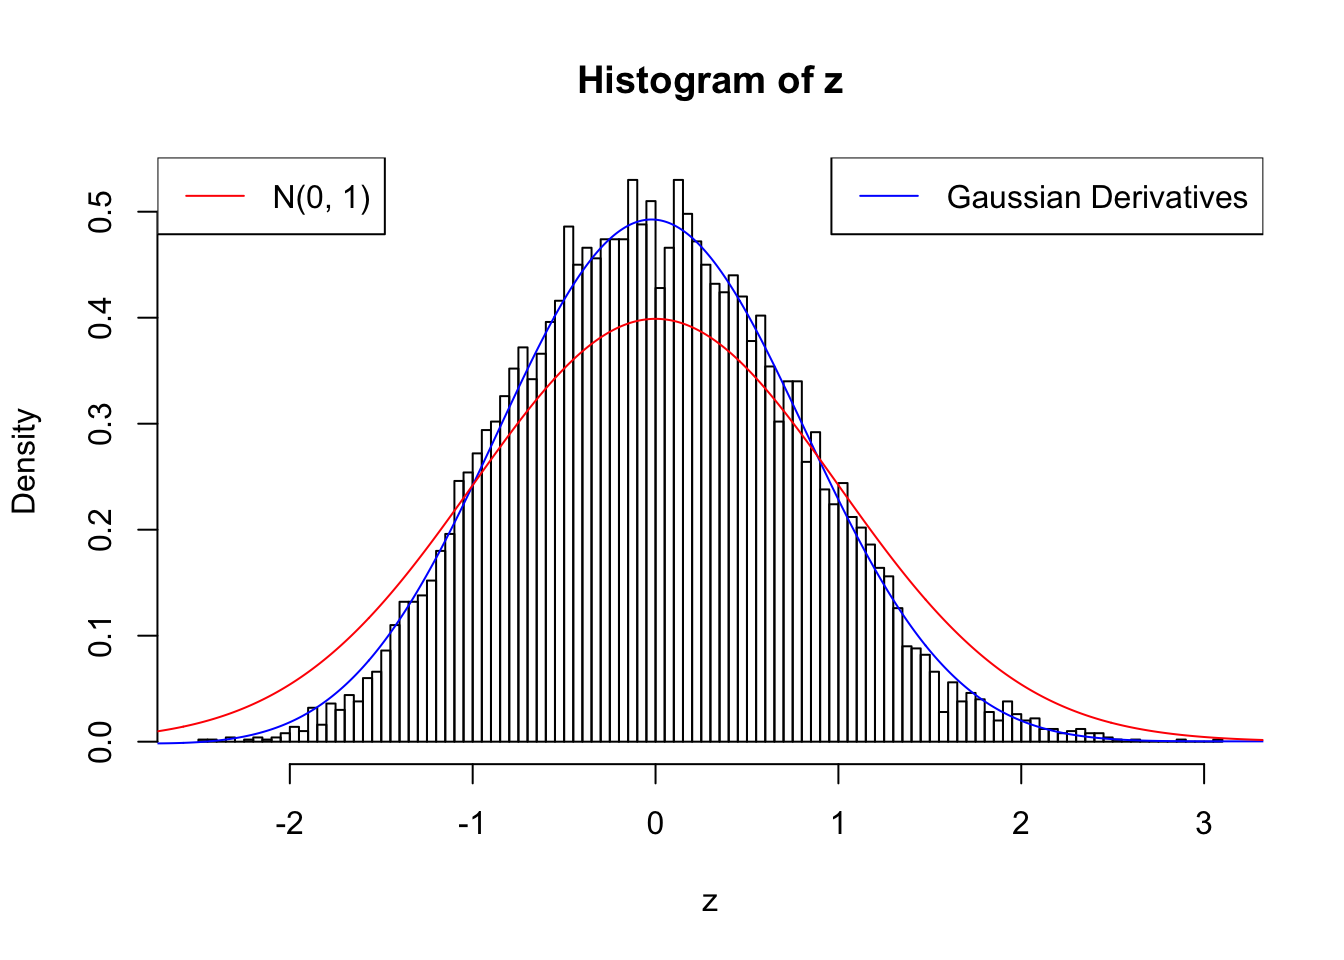 Histogram of z
N(0, 1)
Gaussian Derivatives
Density
0.5
0.4
0.3
0.2
0.1
0.0
-2 -1 0 1 2 3
z